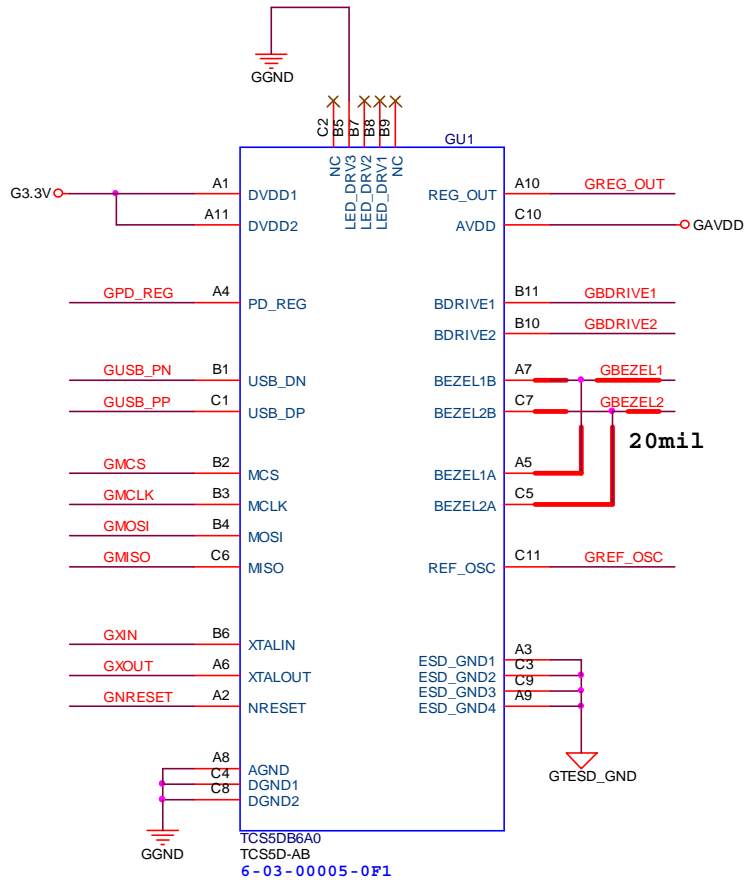 GGND
C2 B5 B7 B8 B9
GU1
NC LED_DRV3 LED_DRV2 LED_DRV1 NC
G3.3V A1 DVDD1 REG_OUT A10 GREG_OUT
A11 DVDD2 AVDD C10 GAVDD
GPD_REG A4 PD_REG BDRIVE1 B11 GBDRIVE1
BDRIVE2 B10 GBDRIVE2
GUSB_PN B1 USB_DN BEZEL1B A7 GBEZEL1
GUSB_PP C1 USB_DP BEZEL2B C7 GBEZEL2
20mil
GMCS B2 MCS BEZEL1A A5
GMCLK B3 MCLK BEZEL2A C5
GMOSI B4 MOSI
GMISO C6 MISO REF_OSC C11 GREF_OSC
GXIN B6 XTALIN ESD_GND1 A3
GXOUT A6 XTALOUT ESD_GND2 C3
ESD_GND3 C9
GNRESET A2 NRESET ESD_GND4 A9
A8 AGND
C4 DGND1 GTESD_GND
C8 DGND2
GGND
TCS5DB6A0
TCS5D-AB
6-03-00005-0F1